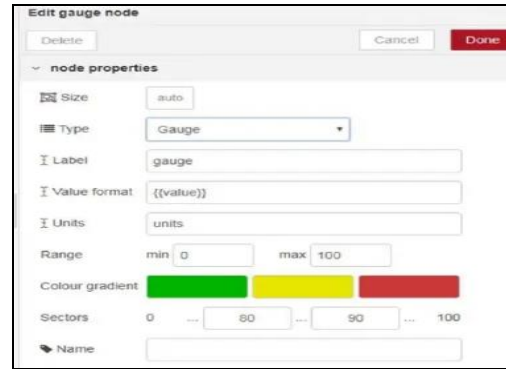 Edit gauge node
Delete Cancel Done
node properties
Size auto
Type Gauge
Label gauge
Value format {{value}}
Units units
Range min 0 max 100
Colour gradient
Sectors 0 ... 80 ... 90 ... 100
Name